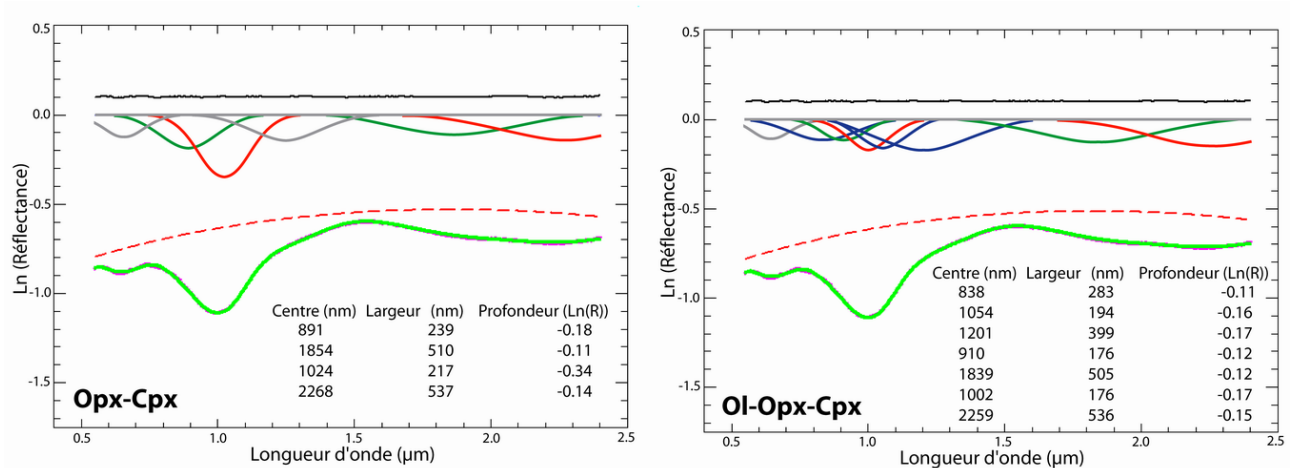 0.5
0.0
-0.5
-1.0
-1.5
Ln (Réflectance)
Centre (nm) Largeur (nm) Profondeur (Ln(R))
891 239 -0.18
1854 510 -0.11
1024 217 -0.34
2268 537 -0.14
Opx-Cpx
0.5 1.0 1.5 2.0 2.5
Longueur d'onde (µm)
0.5
0.0
-0.5
-1.0
-1.5
Ln (Réflectance)
Centre (nm) Largeur (nm) Profondeur (Ln(R))
838 283 -0.11
1054 194 -0.16
1201 399 -0.17
910 176 -0.12
1839 505 -0.12
1002 176 -0.17
2259 536 -0.15
Ol-Opx-Cpx
0.5 1.0 1.5 2.0 2.5
Longueur d'onde (µm)